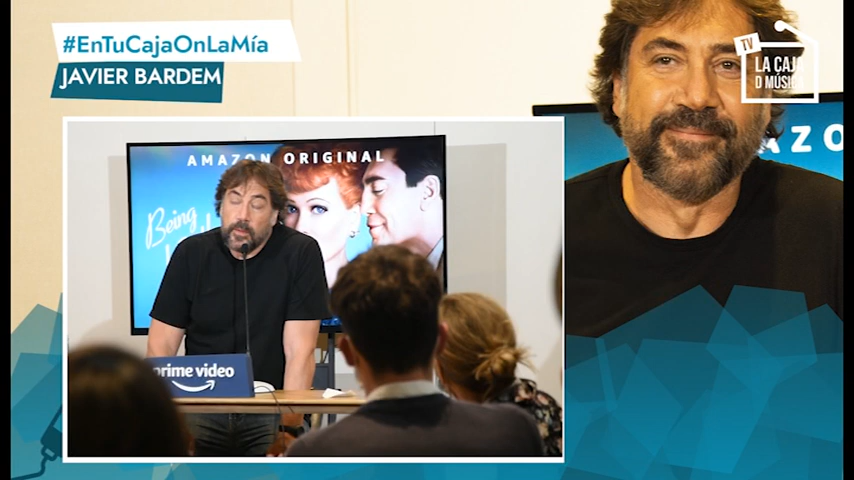 #EnTuCajaOnLaMía
JAVIER BARDEM
TV
LA CAJA
D MÚSICA
AMAZON ORIGINAL
Being
prime video
AZO